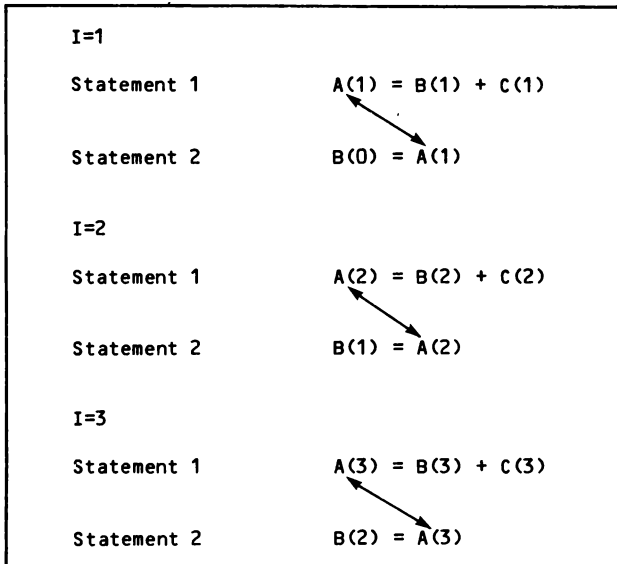 I=1
Statement 1 A(1) = B(1) + C(1)
Statement 2 B(0) = A(1)
I=2
Statement 1 A(2) = B(2) + C(2)
Statement 2 B(1) = A(2)
I=3
Statement 1 A(3) = B(3) + C(3)
Statement 2 B(2) = A(3)